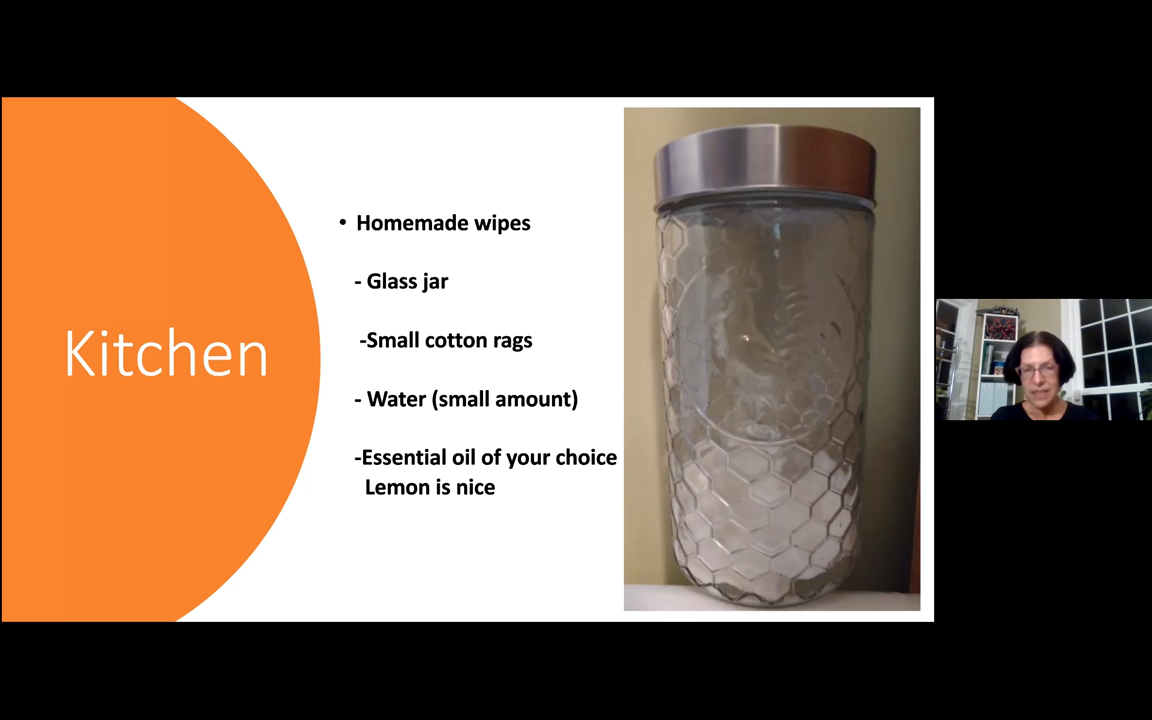 Kitchen
• Homemade wipes
- Glass jar
-Small cotton rags
- Water (small amount)
-Essential oil of your choice
Lemon is nice